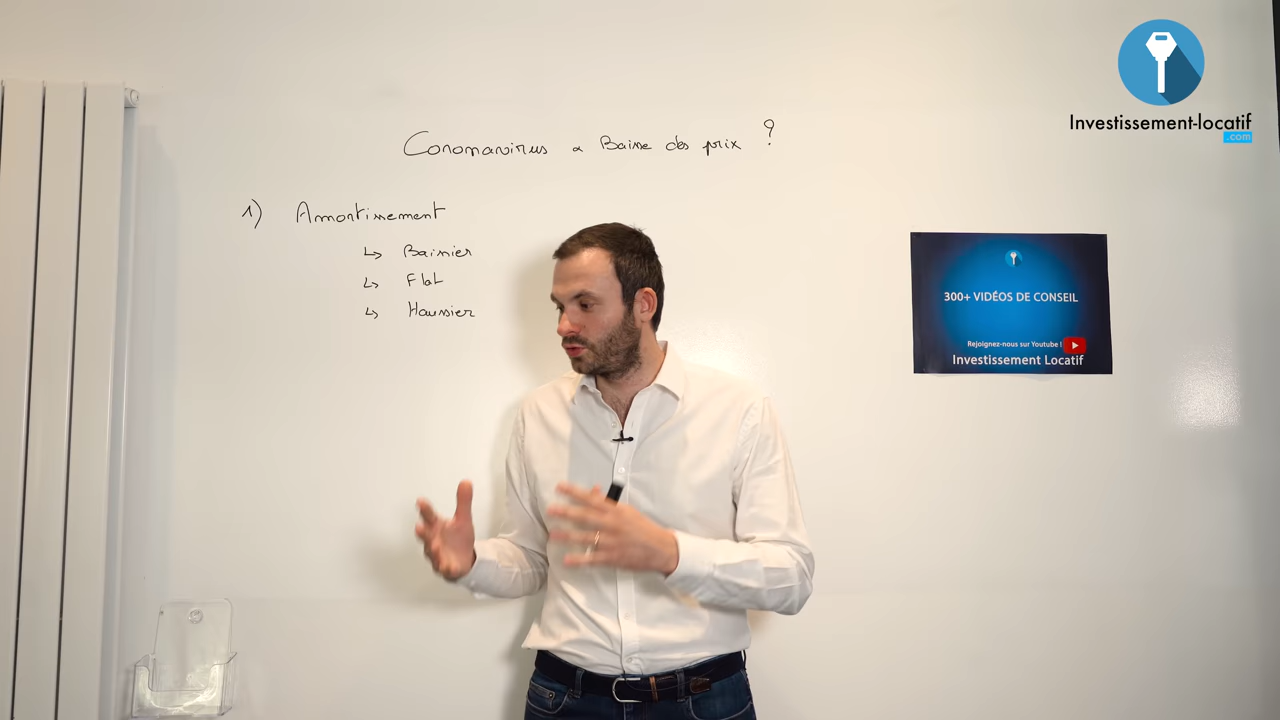 Investissement-locatif
.com
Coronavirus = Baisse des prix ?
1) Amortissement
↳ Baissier
↳ Flat
↳ Haussier
300+ VIDÉOS DE CONSEIL
Rejoignez-nous sur Youtube !
Investissement Locatif